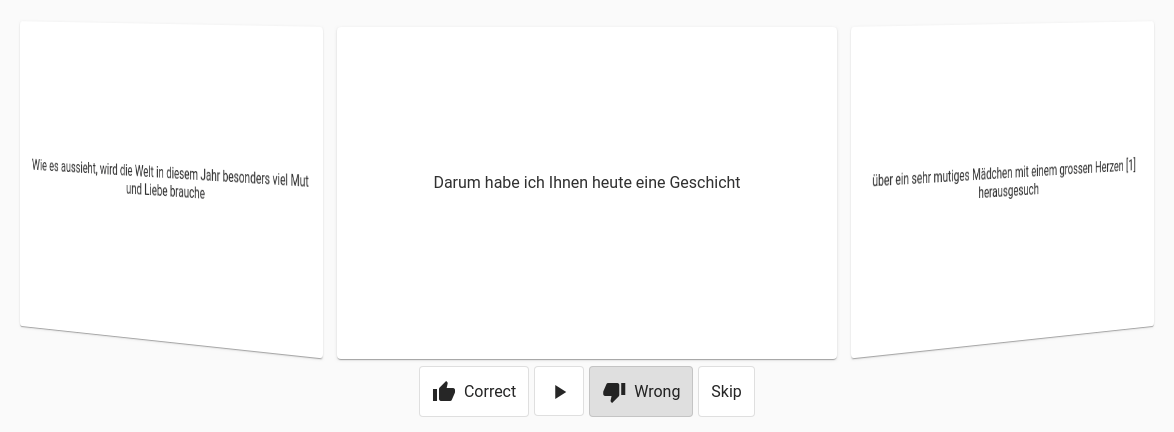 Wie es aussieht, wird die Welt in diesem Jahr besonders viel Mut
und Liebe brauche
Darum habe ich Ihnen heute eine Geschicht
über ein sehr mutiges Mädchen mit einem grossen Herzen [1]
herausgesuch
Correct
Wrong
Skip